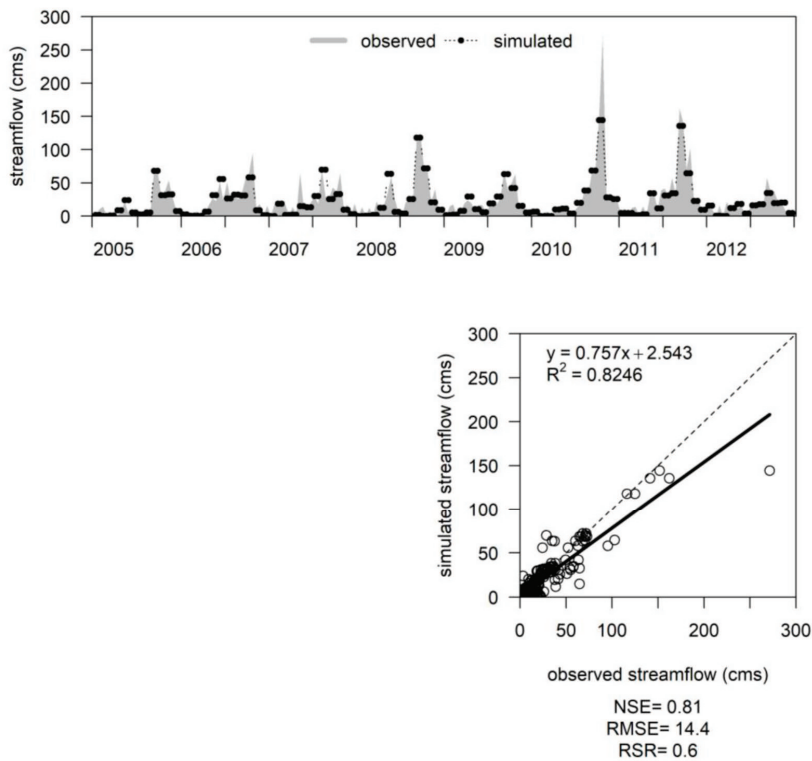 300
250
200
150
100
50
0
streamflow (cms)
observed simulated
2005 2006 2007 2008 2009 2010 2011 2012
300
250
200
150
100
50
0
simulated streamflow (cms)
y = 0.757x + 2.543
R² = 0.8246
0 50 100 200 300
observed streamflow (cms)
NSE= 0.81
RMSE= 14.4
RSR= 0.6